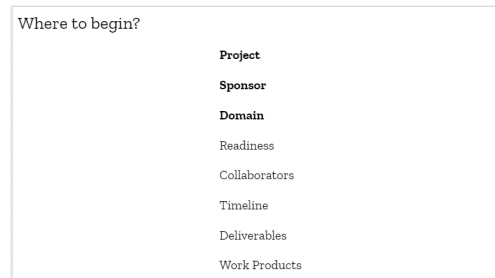 Where to begin?
Project
Sponsor
Domain
Readiness
Collaborators
Timeline
Deliverables
Work Products